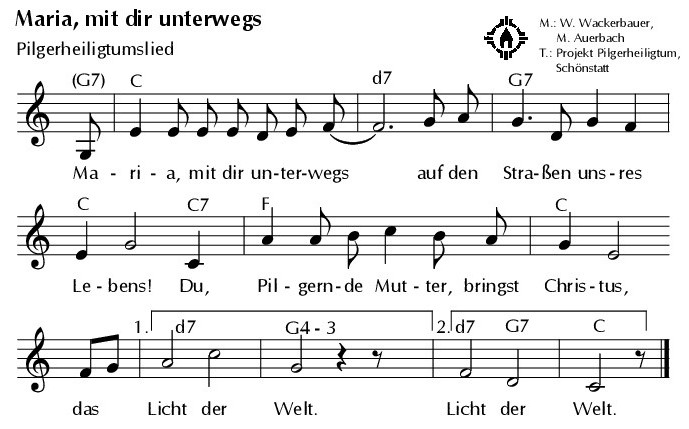 Maria, mit dir unterwegs
Pilgerheiligtumslied
M.: W. Wackerbauer,
M. Auerbach
T.: Projekt Pilgerheiligtum,
Schönstatt
(G7) C d7 G7
Ma - ri - a, mit dir un-ter-wegs auf den Stra-ßen uns-res
C C7 F C
Le - bens! Du, Pil - gern-de Mut - ter, bringst Chris - tus,
1. d7 G4 - 3 2. d7 G7 C
das Licht der Welt. Licht der Welt.